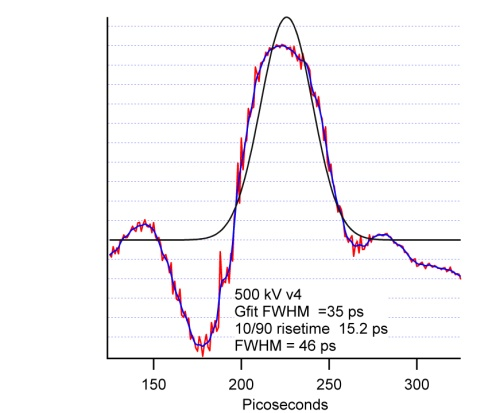 500 kV v4
Gfit FWHM  =35 ps
10/90 risetime  15.2 ps
FWHM = 46 ps
150 200 250 300
Picoseconds